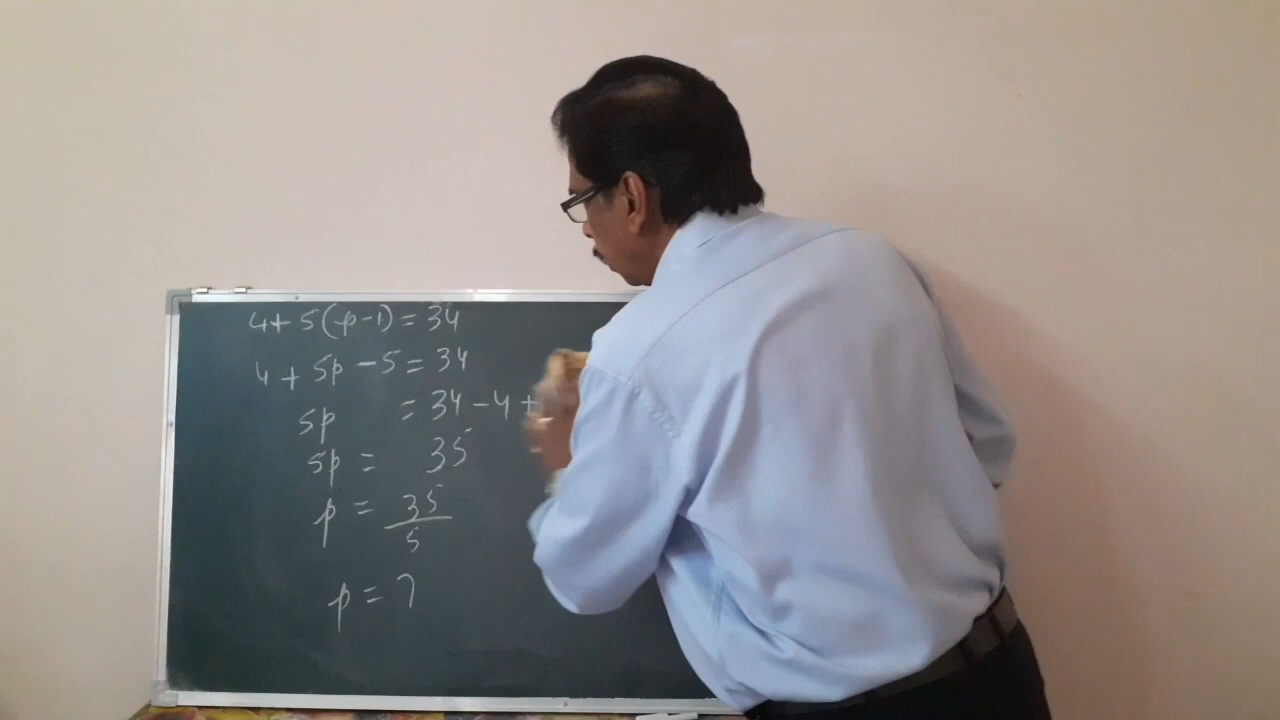 4 + 5(p-1) = 34
4 + 5p - 5 = 34
5p = 34 - 4 +
5p = 35
p = 35/5
p = 7